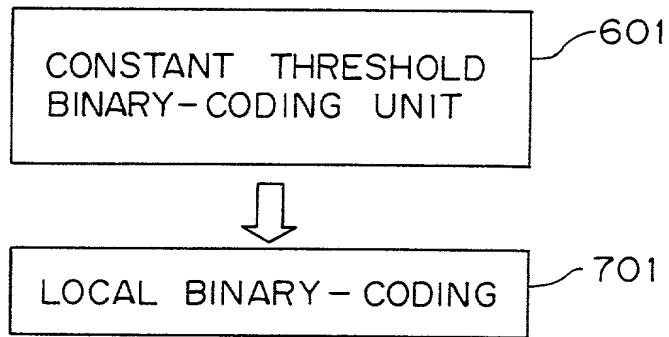 601
CONSTANT THRESHOLD
BINARY-CODING UNIT
701
LOCAL BINARY-CODING